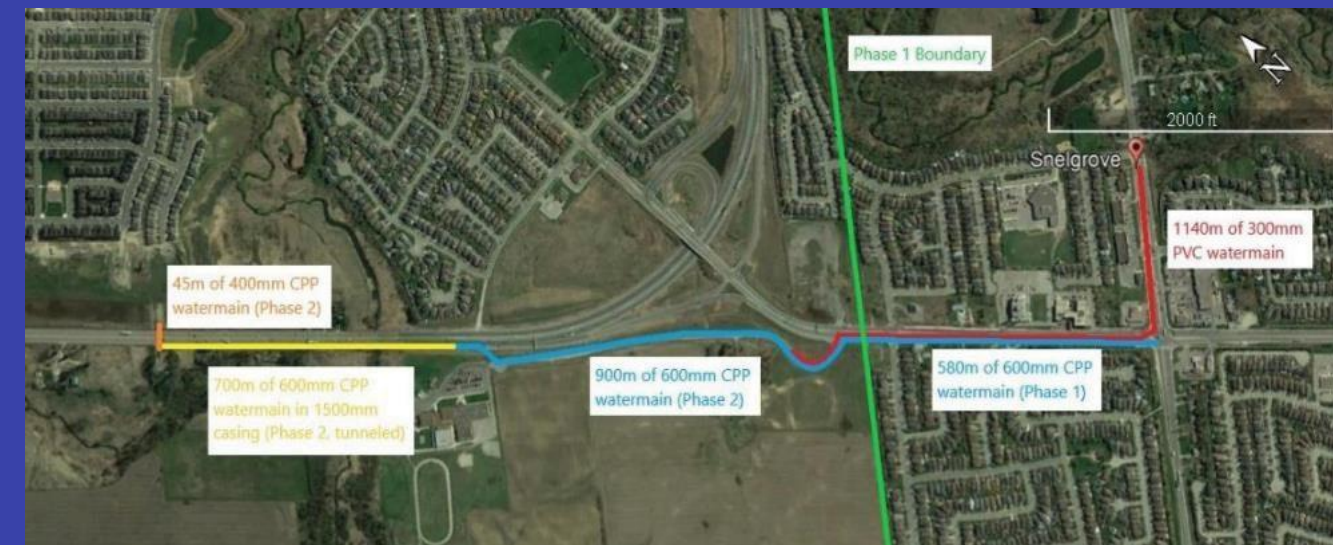 Phase 1 Boundary
N
2000 ft
Snelgrove
1140m of 300mm
PVC watermain
45m of 400mm CPP
watermain (Phase 2)
700m of 600mm CPP
watermain in 1500mm
casing (Phase 2, tunneled)
900m of 600mm CPP
watermain (Phase 2)
580m of 600mm CPP
watermain (Phase 1)